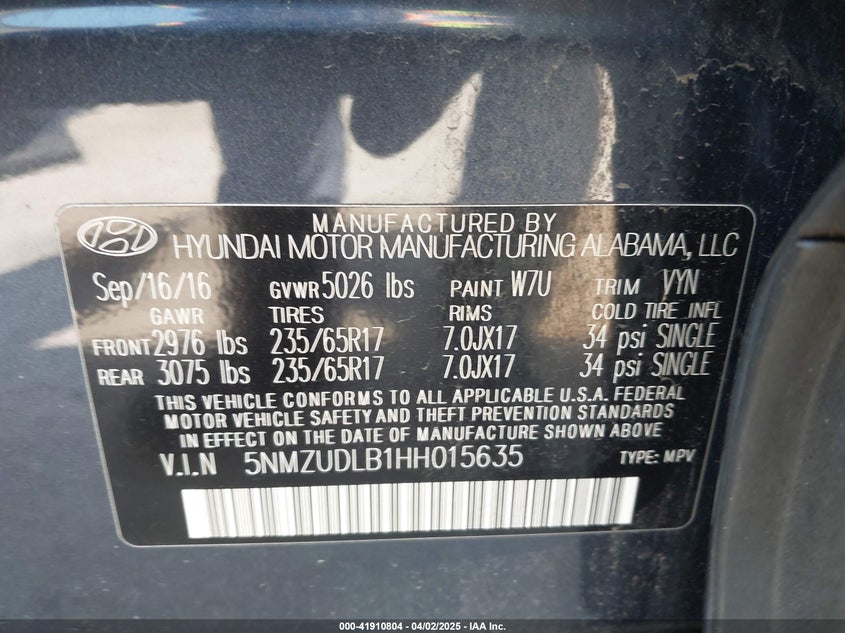 MANUFACTURED BY
HYUNDAI MOTOR MANUFACTURING ALABAMA, LLC
Sep/16/16 GVWR 5026 lbs PAINT W7U TRIM VYN
GAWR TIRES RIMS COLD TIRE INFL
FRONT 2976 lbs 235/65R17 7.0JX17 34 psi SINGLE
REAR 3075 lbs 235/65R17 7.0JX17 34 psi SINGLE
THIS VEHICLE CONFORMS TO ALL APPLICABLE U.S.A. FEDERAL
MOTOR VEHICLE SAFETY AND THEFT PREVENTION STANDARDS
IN EFFECT ON THE DATE OF MANUFACTURE SHOWN ABOVE
V.I.N 5NMZUDLB1HH015635 TYPE: MPV
000-41910804 - 04/02/2025 - IAA Inc.